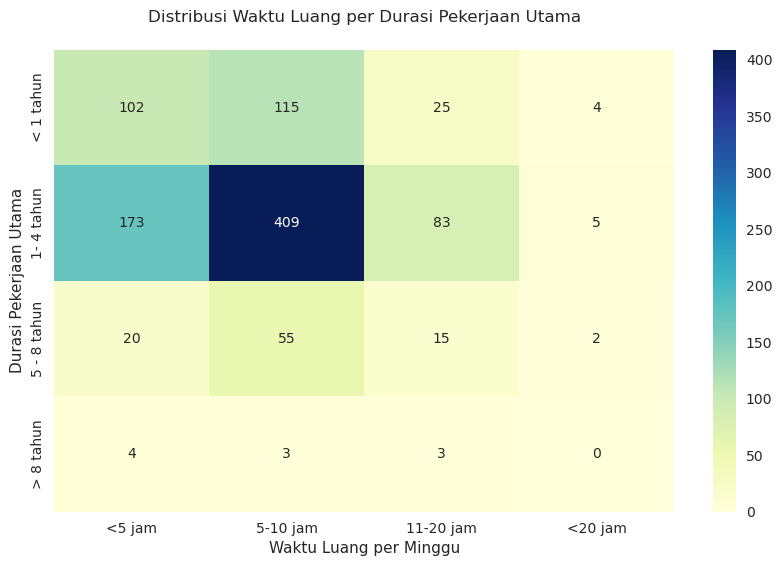 Distribusi Waktu Luang per Durasi Pekerjaan Utama
Durasi Pekerjaan Utama
< 1 tahun
102 115 25 4
1- 4 tahun
173 409 83 5
5 - 8 tahun
20 55 15 2
> 8 tahun
4 3 3 0
<5 jam 5-10 jam 11-20 jam <20 jam
Waktu Luang per Minggu
400
350
300
250
200
150
100
50
0